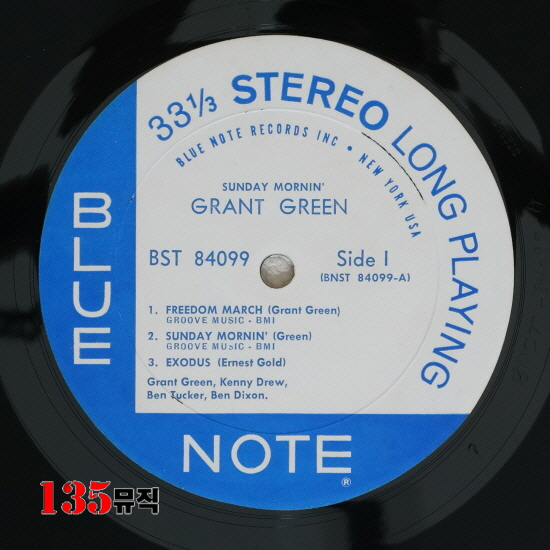 33⅓ STEREO LONG PLAYING
BLUE NOTE RECORDS INC • NEW YORK USA
SUNDAY MORNIN'
GRANT GREEN
BST 84099
Side I
(BNST 84099-A)
1. FREEDOM MARCH (Grant Green)
GROOVE MUSIC - BMI
2. SUNDAY MORNIN' (Green)
GROOVE MUSIC - BMI
3. EXODUS (Ernest Gold)
Grant Green, Kenny Drew,
Ben Tucker, Ben Dixon.
BLUE
NOTE®
135뮤직